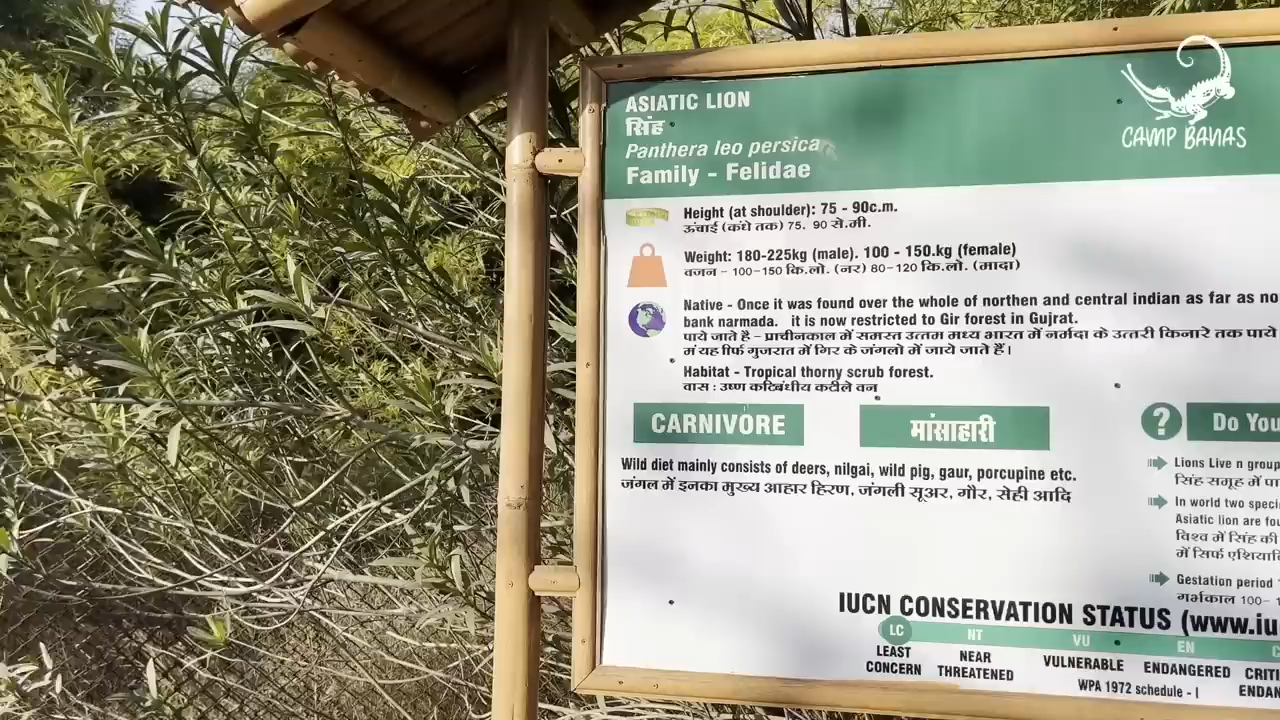 ASIATIC LION
सिंह
Panthera leo persica
Family - Felidae
CAMP BANAS
Height (at shoulder): 75 - 90c.m.
ऊंचाई (कंधे तक) 75. 90 से.मी.
Weight: 180-225kg (male). 100 - 150.kg (female)
वजन - 100-150 कि.लो. (नर) 80-120 कि.लो. (मादा)
Native - Once it was found over the whole of northen and central indian as far as no
bank narmada. it is now restricted to Gir forest in Gujrat.
पाये जाते है - प्राचीनकाल में समस्त उत्तम मध्य भारत में नर्मदा के उत्तरी किनारे तक पाये
मं यह सिर्फ गुजरात में गिर के जंगलो में जाये जाते हैं।
Habitat - Tropical thorny scrub forest.
वास : उष्ण कटिबंधीय कटीले वन
CARNIVORE
मांसाहारी
Wild diet mainly consists of deers, nilgai, wild pig, gaur, porcupine etc.
जंगल में इनका मुख्य आहार हिरण, जंगली सूअर, गौर, सेही आदि
? Do You
Lions Live n group
सिंह समूह में पा
In world two speci
Asiatic lion are fou
विश्व में सिंह की
में सिर्फ एशियाि
Gestation period
गर्भकाल 100-
IUCN CONSERVATION STATUS (www.iu
LC NT VU EN C
LEAST CONCERN NEAR THREATENED VULNERABLE ENDANGERED CRITI ENDAN
WPA 1972 schedule - I